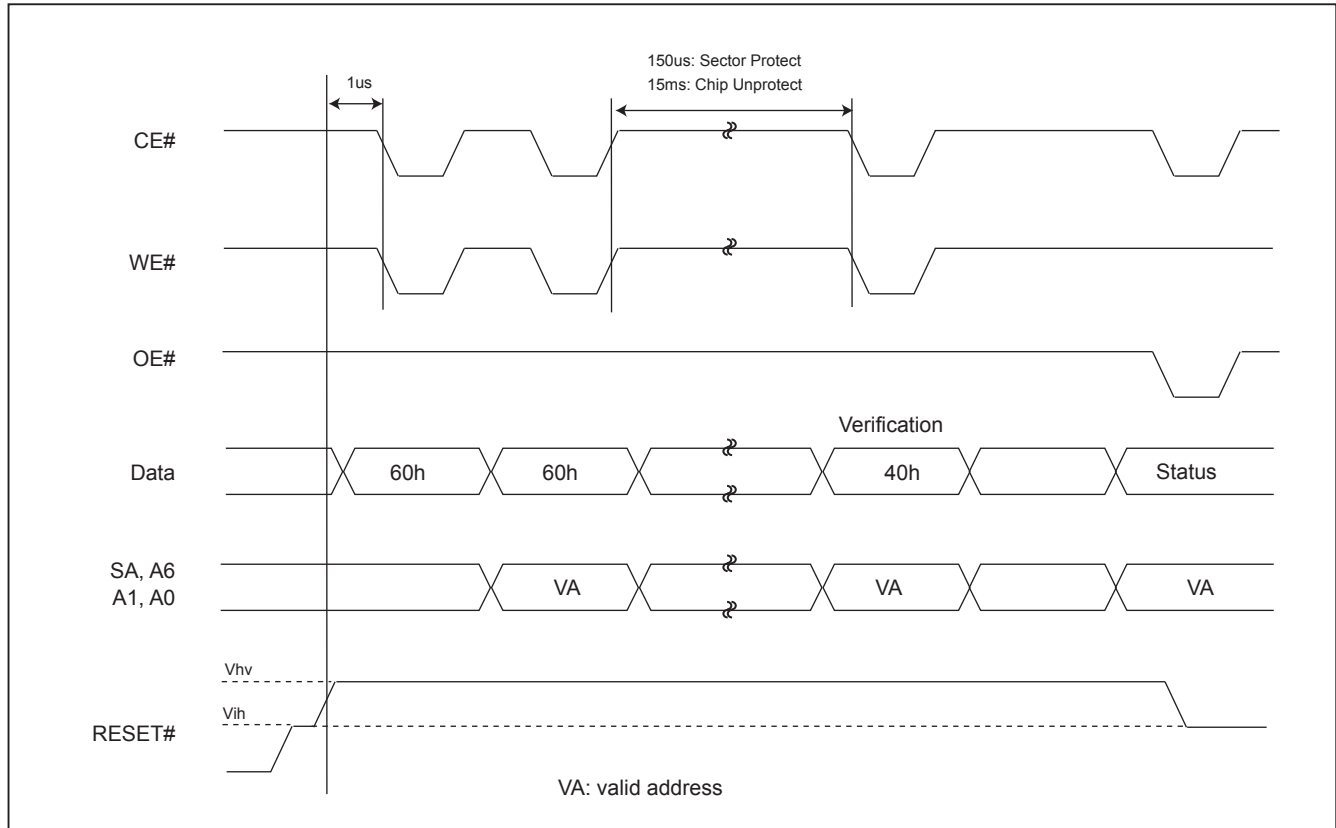 150us: Sector Protect
15ms: Chip Unprotect
1us
CE#
WE#
OE#
Verification
Data
60h
60h
40h
Status
SA, A6
A1, A0
VA
VA
VA
Vhv
Vih
RESET#
VA: valid address